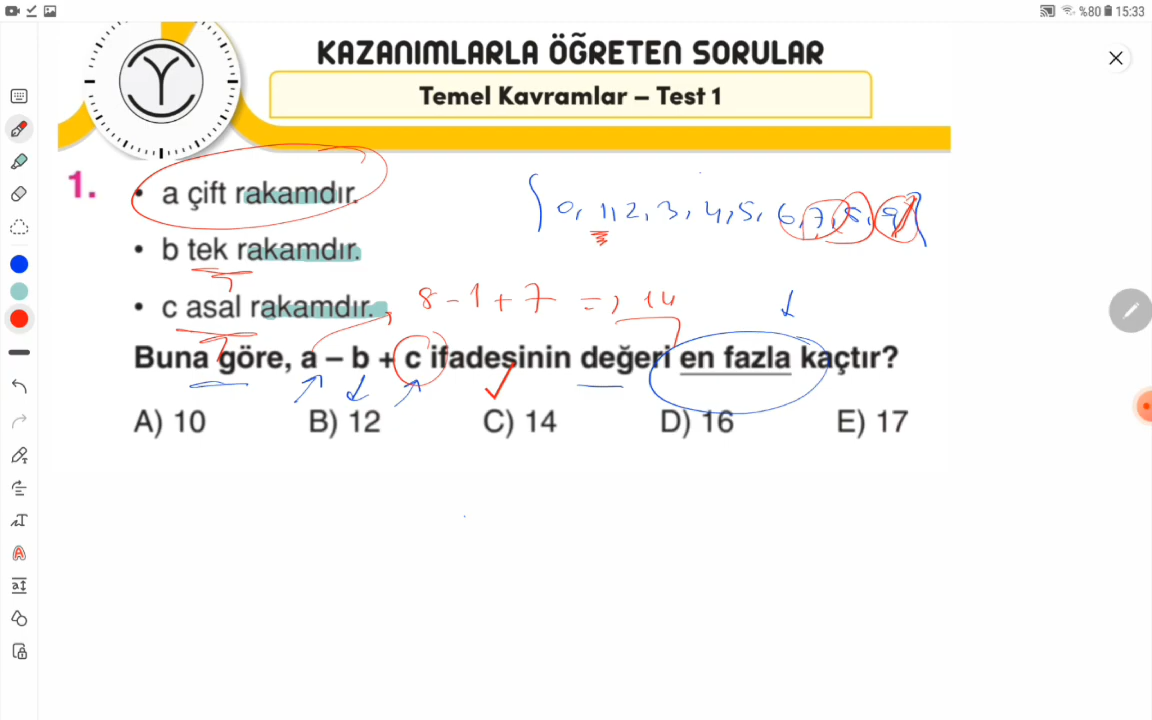 %80 15:33
KAZANIMLARLA ÖĞRETEN SORULAR
Temel Kavramlar – Test 1
1.
• a çift rakamdır.
0, 1, 2, 3, 4, 5, 6, 7, 8, 9
• b tek rakamdır.
• c asal rakamdır.
8 - 1 + 7 = 14
Buna göre, a – b + c ifadesinin değeri en fazla kaçtır?
A) 10 B) 12 C) 14 D) 16 E) 17